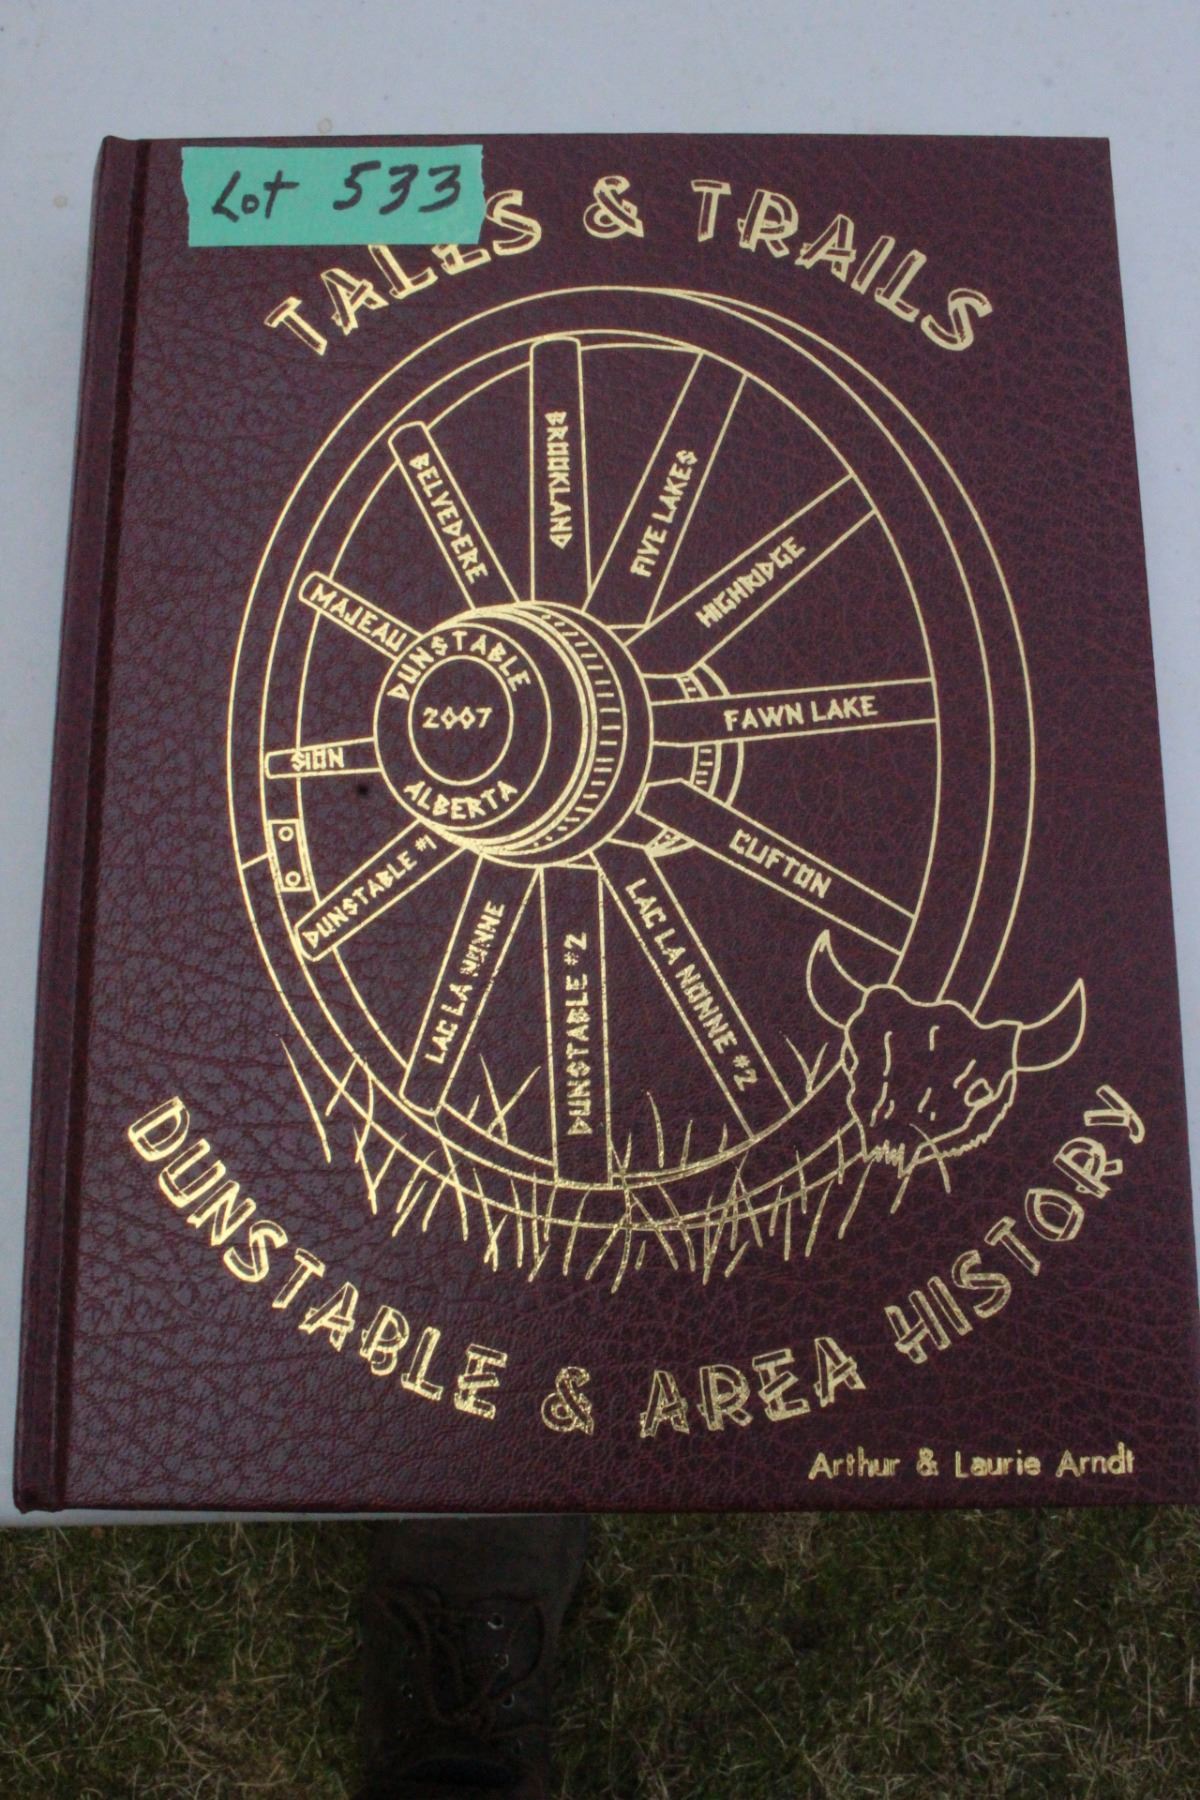 Lot 533
TALES & TRAILS
BROOKLAND
FIVE LAKES
HIGHRIDGE
FAWN LAKE
CLIFTON
LAC LA NONNE #2
DUNSTABLE #2
LAC LA NONNE
DUNSTABLE #1
SION
MAJEAU
BELVEDERE
DUNSTABLE
2007
ALBERTA
DUNSTABLE & AREA HISTORY
Arthur & Laurie Arndt